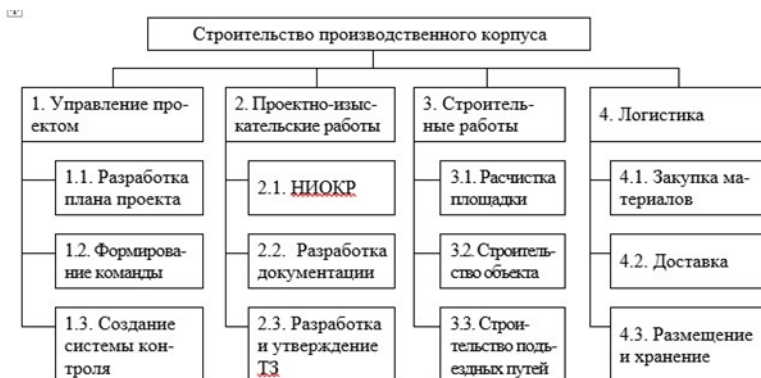 Строительство производственного корпуса
1. Управление про-
ектом
1.1. Разработка
плана проекта
1.2. Формирова-
ние команды
1.3. Создание
системы кон-
троля
2. Проектно-изыс-
кательские работы
2.1. НИОКР
2.2. Разработка
документации
2.3. Разработка
и утверждение
ТЗ
3. Строитель-
ные работы
3.1. Расчистка
площадки
3.2. Строитель-
ство объекта
3.3. Строи-
тельство подъ-
ездных путей
4. Логистика
4.1. Закупка ма-
териалов
4.2. Доставка
4.3. Размещение
и хранение